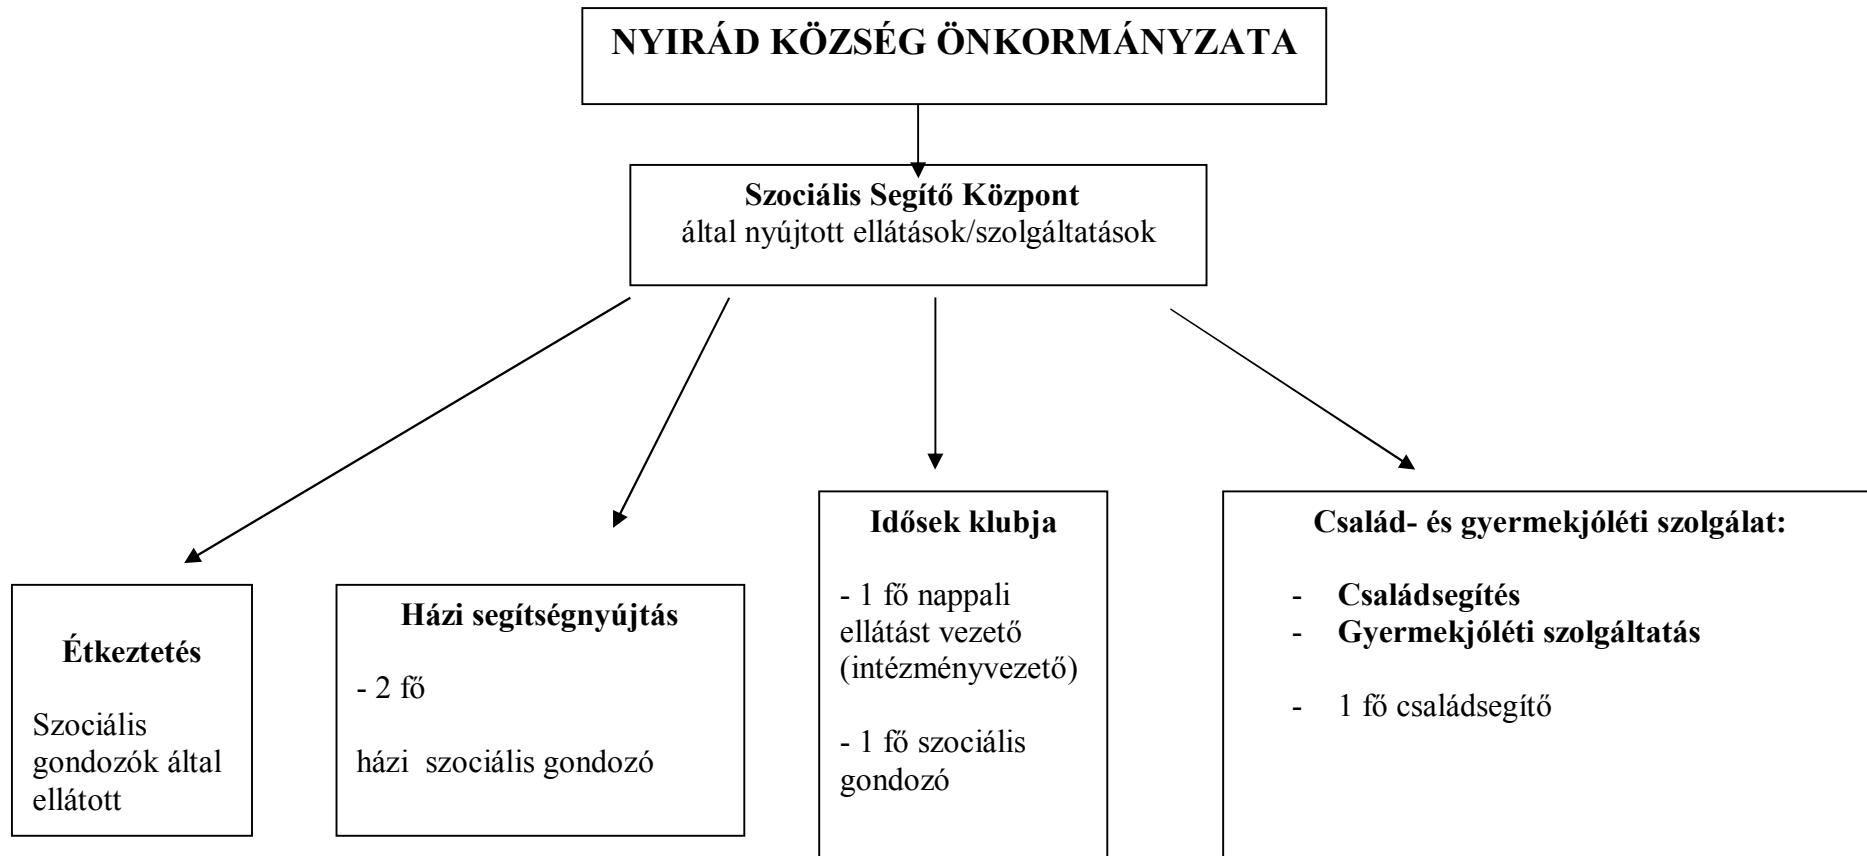 NYIRÁD KÖZSÉG ÖNKORMÁNYZATA
Szociális Segítő Központ
által nyújtott ellátások/szolgáltatások
Étkeztetés
Szociális
gondozók által
ellátott
Házi segítségnyújtás
- 2 fő
házi  szociális gondozó
Idősek klubja
- 1 fő nappali
ellátást vezető
(intézményvezető)
- 1 fő szociális
gondozó
Család- és gyermekjóléti szolgálat:
- Családsegítés
- Gyermekjóléti szolgáltatás
- 1 fő családsegítő